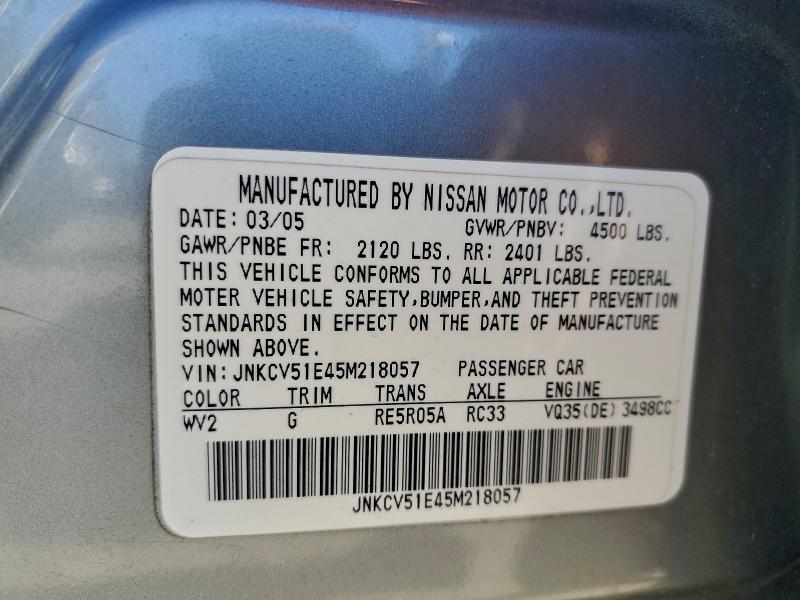 MANUFACTURED BY NISSAN MOTOR CO.,LTD.
DATE: 03/05 GVWR/PNBV: 4500 LBS.
GAWR/PNBE FR: 2120 LBS. RR: 2401 LBS.
THIS VEHICLE CONFORMS TO ALL APPLICABLE FEDERAL
MOTER VEHICLE SAFETY,BUMPER,AND THEFT PREVENTION
STANDARDS IN EFFECT ON THE DATE OF MANUFACTURE
SHOWN ABOVE.
VIN: JNKCV51E45M218057 PASSENGER CAR
COLOR TRIM TRANS AXLE ENGINE
WV2 G RE5R05A RC33 VQ35(DE) 3498CC
JNKCV51E45M218057